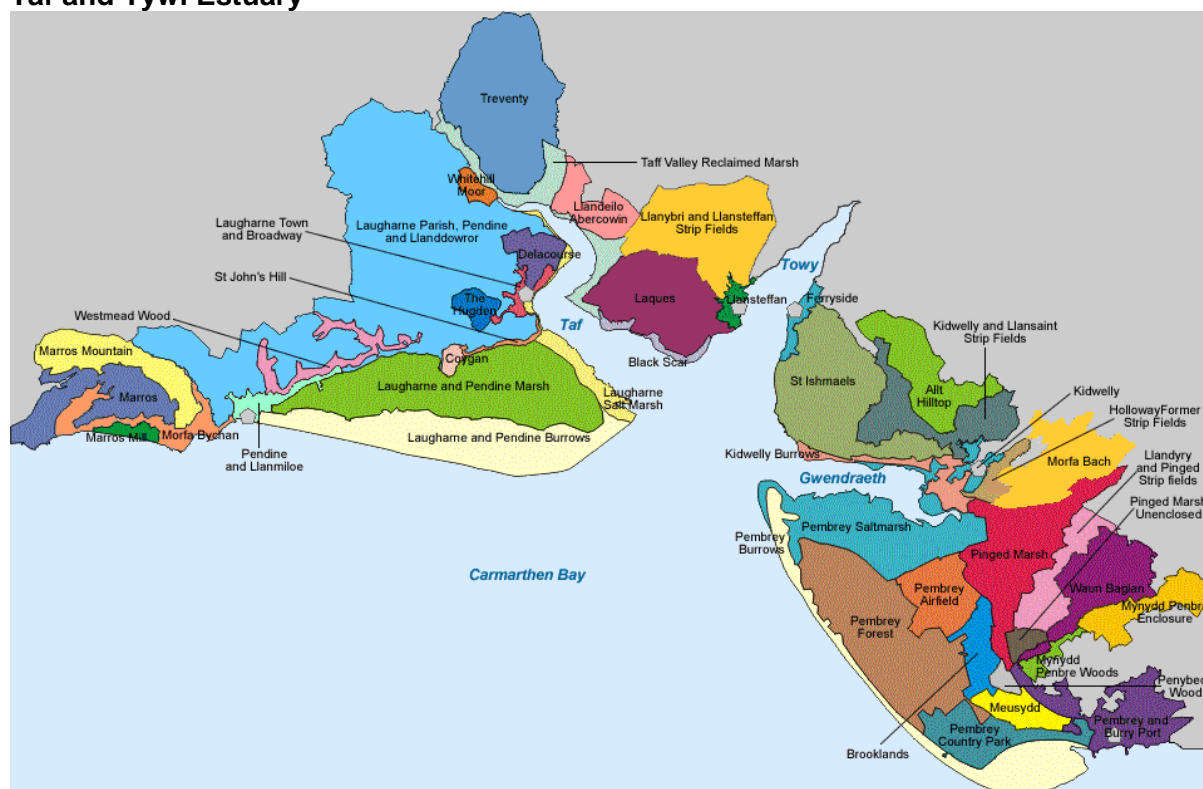 Taf and Tywi Estuary
Treventy
Taff Valley Reclaimed Marsh
Whitehill
Moor
Llandeilo
Abercowin
Llanybri and Llansteffan
Strip Fields
Laugharne Town
and Broadway
Laugharne Parish, Pendine
and Llanddowror
Delacourse
St John's Hill
The
Hugden
Towy
Laques
Llansteffan
Ferryside
Taf
Westmead Wood
Kidwelly and Llansaint
Strip Fields
Marros Mountain
Coygan
Black Scar
Marros
Laugharne and Pendine Marsh
St Ishmaels
Allt
Hilltop
Kidwelly
Laugharne
Salt Marsh
HollowayFormer
Strip Fields
Marros Mill
Morfa Bychan
Laugharne and Pendine Burrows
Pendine
and Llanmiloe
Kidwelly Burrows
Morfa Bach
Llandyry
and Pinged
Strip fields
Gwendraeth
Pinged Marsh
Unenclosed
Pembrey Saltmarsh
Pembrey
Burrows
Pinged Marsh
Carmarthen Bay
Pembrey
Airfield
Waun Bagian
Mynydd Penbre
Enclosure
Pembrey
Forest
Mynydd
Penbre Woods
Penybed
Wood
Meusydd
Pembrey and
Burry Port
Pembrey
Country Park
Brooklands